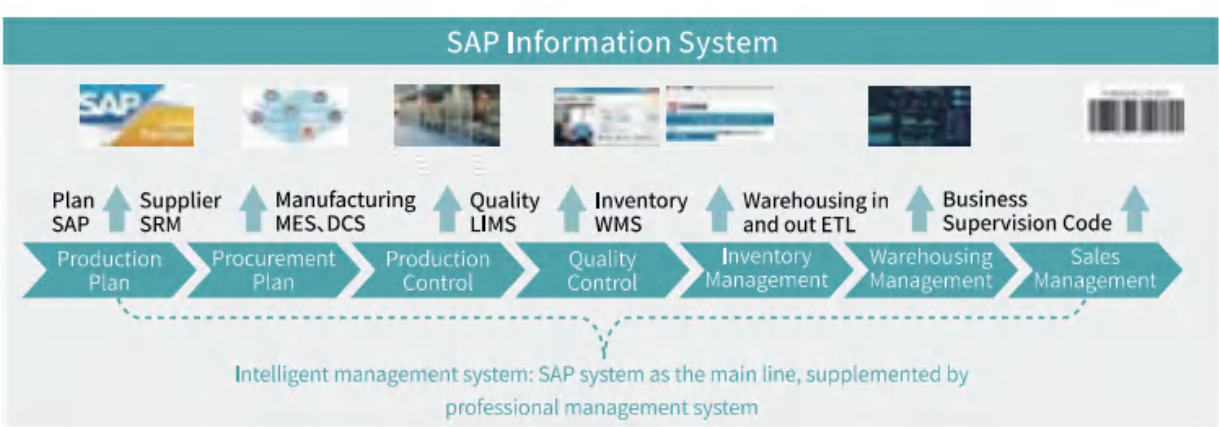 SAP Information System
SAP
Plan
SAP
Supplier
SRM
Manufacturing
MES、DCS
Quality
LIMS
Inventory
WMS
Warehousing in
and out ETL
Business
Supervision Code
Production
Plan
Procurement
Plan
Production
Control
Quality
Control
Inventory
Management
Warehousing
Management
Sales
Management
Intelligent management system: SAP system as the main line, supplemented by
professional management system